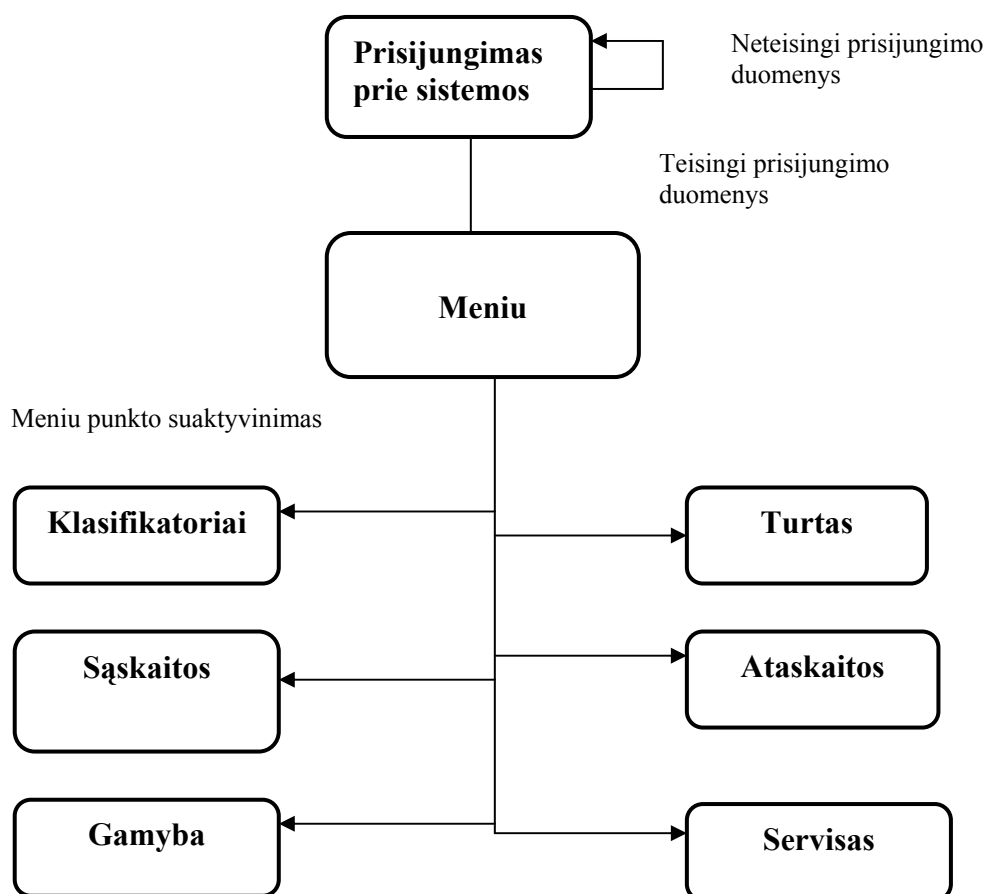 Prisijungimas
prie sistemos
Neteisingi prisijungimo
duomenys
Teisingi prisijungimo
duomenys
Meniu
Meniu punkto suaktyvinimas
Klasifikatoriai
Turtas
Sąskaitos
Ataskaitos
Gamyba
Servisas